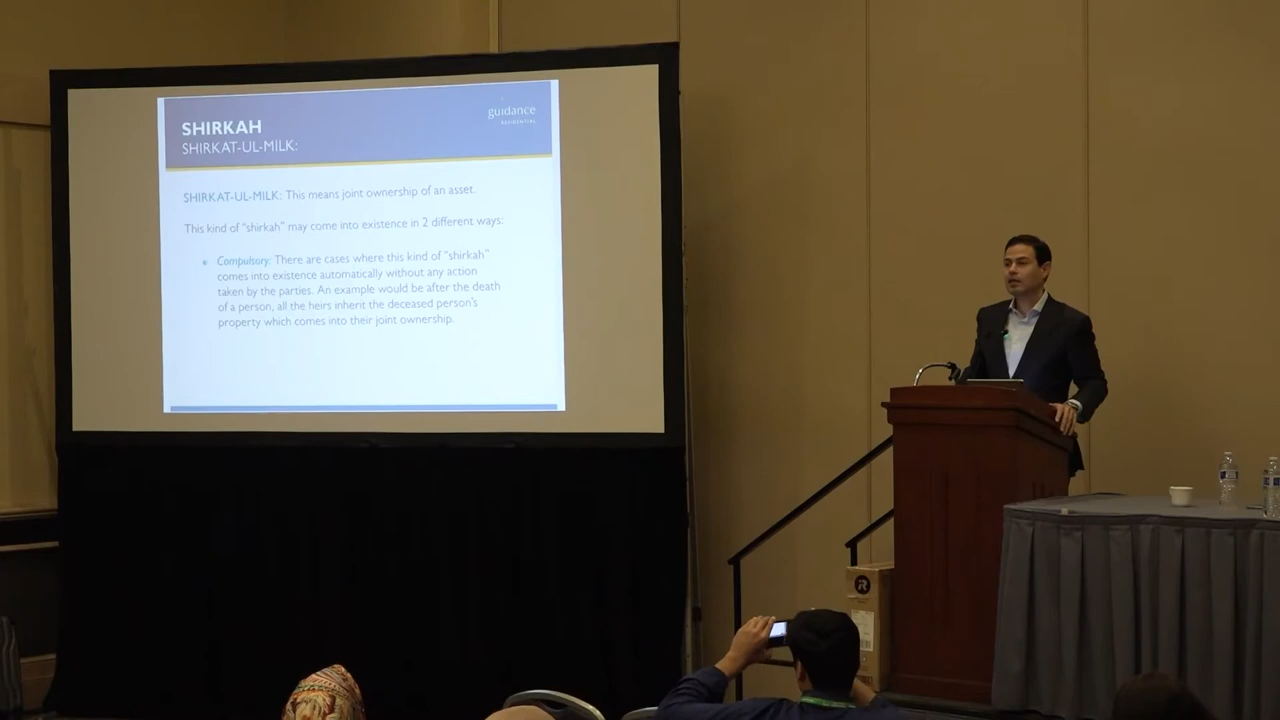 guidance
RESIDENTIAL
SHIRKAH
SHIRKAT-UL-MILK:
SHIRKAT-UL-MILK: This means joint ownership of an asset.
This kind of "shirkah" may come into existence in 2 different ways:
Compulsory: There are cases where this kind of "shirkah"
comes into existence automatically without any action
taken by the parties. An example would be after the death
of a person, all the heirs inherit the deceased person's
property which comes into their joint ownership.
R